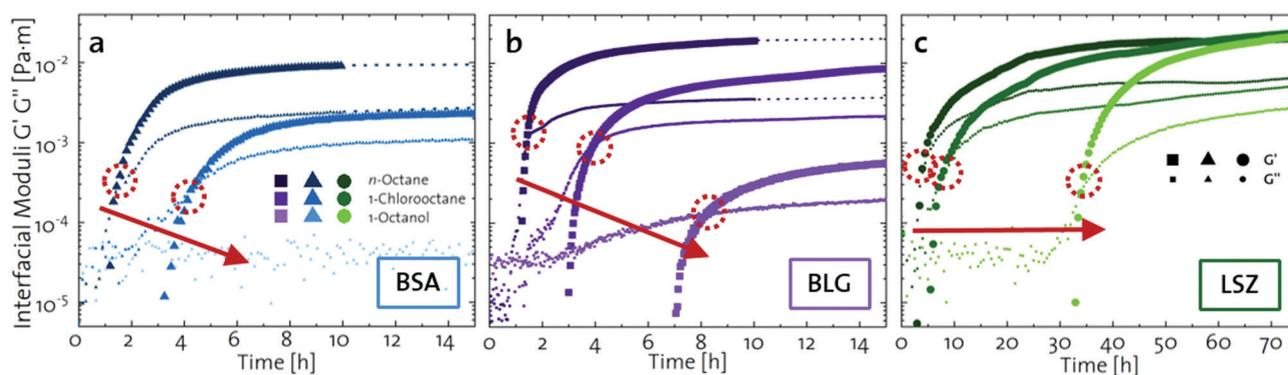 a
b
c
Interfacial Moduli G' G'' [Pa·m]
10⁻²
10⁻³
10⁻⁴
10⁻⁵
n-Octane
1-Chlorooctane
1-Octanol
G'
G''
BSA
BLG
LSZ
0 2 4 6 8 10 12 14
0 2 4 6 8 10 12 14
0 10 20 30 40 50 60 70
Time [h]
Time [h]
Time [h]